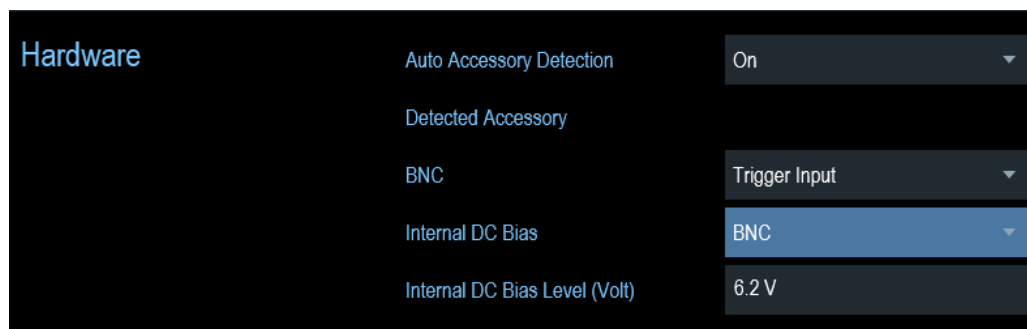 Hardware
Auto Accessory Detection On
Detected Accessory
BNC Trigger Input
Internal DC Bias BNC
Internal DC Bias Level (Volt) 6.2 V